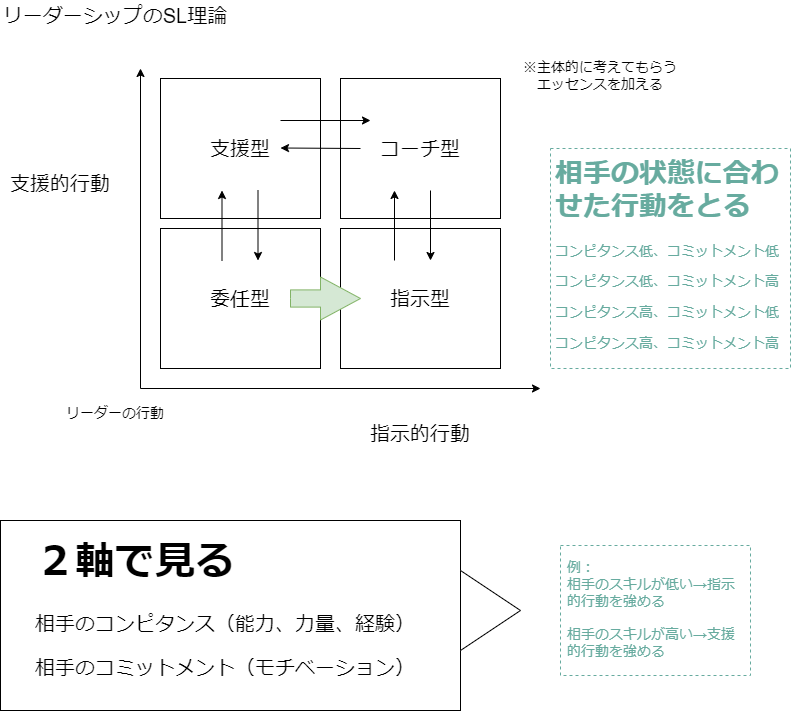 リーダーシップのSL理論
※主体的に考えてもらう
エッセンスを加える
支援的行動
支援型
コーチ型
委任型
指示型
リーダーの行動
指示的行動
相手の状態に合わ
せた行動をとる
コンピタンス低、コミットメント低
コンピタンス低、コミットメント高
コンピタンス高、コミットメント低
コンピタンス高、コミットメント高
２軸で見る
相手のコンピタンス（能力、力量、経験）
相手のコミットメント（モチベーション）
例：
相手のスキルが低い→指示
的行動を強める
相手のスキルが高い→支援
的行動を強める